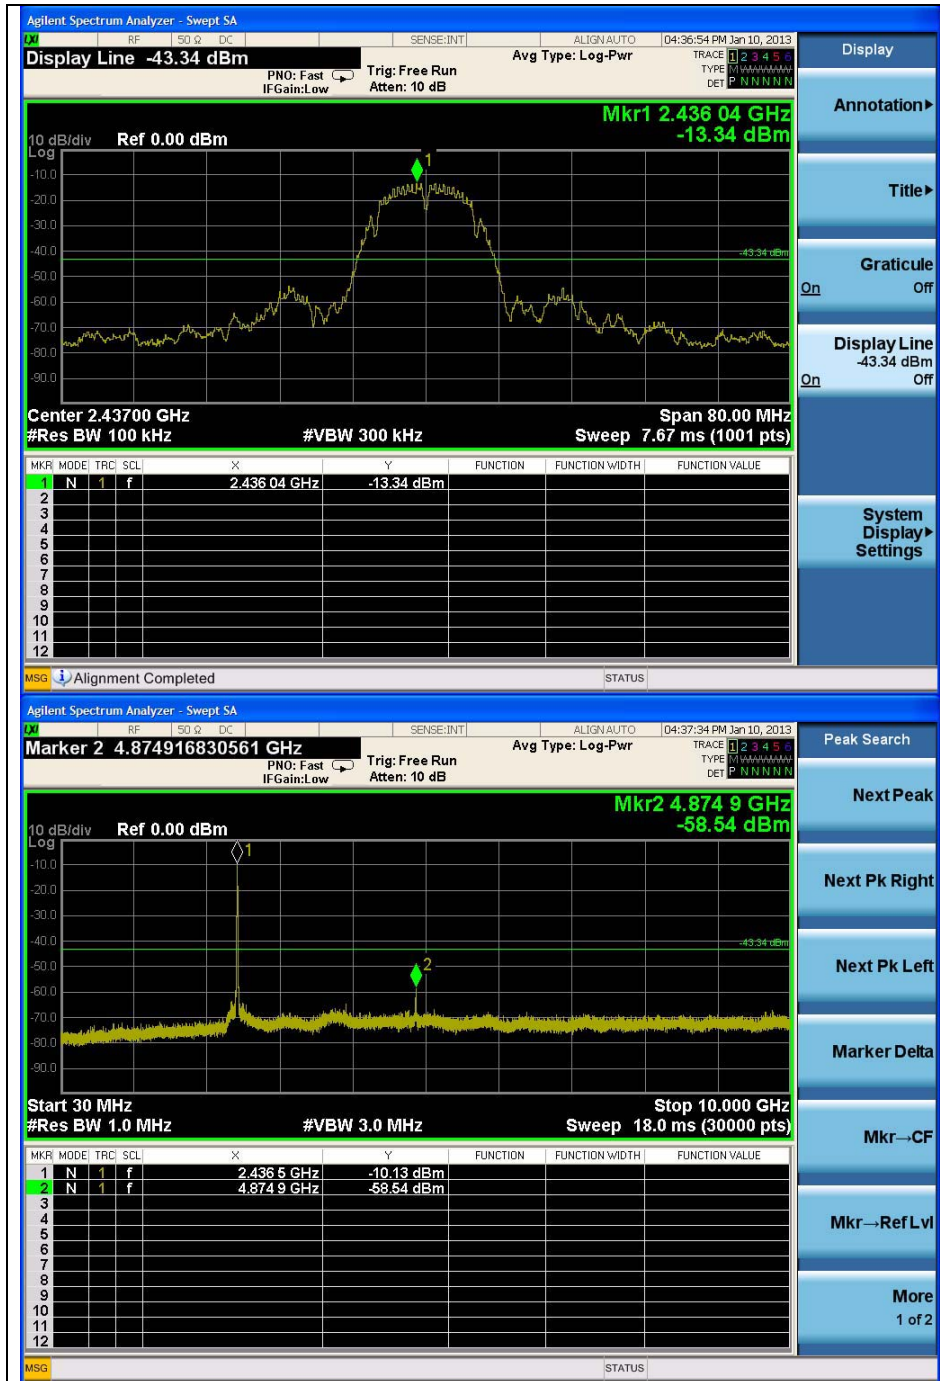 Agilent Spectrum Analyzer - Swept SA
LXI RF 50 Ω DC SENSE:INT ALIGN AUTO 04:36:54 PM Jan 10, 2013
Display Line -43.34 dBm
PNO: Fast
IFGain:Low
Trig: Free Run
Atten: 10 dB
Avg Type: Log-Pwr
TRACE 1 2 3 4 5 6
TYPE M WWWWW
DET P N N N N N
Mkr1 2.436 04 GHz
-13.34 dBm
10 dB/div Ref 0.00 dBm
Log
1
-10.0
-20.0
-30.0
-40.0
-43.34 dBm
-50.0
-60.0
-70.0
-80.0
-90.0
Center 2.43700 GHz Span 80.00 MHz
#Res BW 100 kHz #VBW 300 kHz Sweep 7.67 ms (1001 pts)
MKR MODE TRC SCL X Y FUNCTION FUNCTION WIDTH FUNCTION VALUE
1 N 1 f 2.436 04 GHz -13.34 dBm
2
3
4
5
6
7
8
9
10
11
12
MSG Alignment Completed STATUS
Display
Annotation
Title
Graticule
On Off
Display Line
-43.34 dBm
On Off
System
Display
Settings
Agilent Spectrum Analyzer - Swept SA
LXI RF 50 Ω DC SENSE:INT ALIGN AUTO 04:37:34 PM Jan 10, 2013
Marker 2 4.874916830561 GHz
PNO: Fast
IFGain:Low
Trig: Free Run
Atten: 10 dB
Avg Type: Log-Pwr
TRACE 1 2 3 4 5 6
TYPE M WWWWW
DET P N N N N N
Mkr2 4.874 9 GHz
-58.54 dBm
10 dB/div Ref 0.00 dBm
Log
1
-10.0
-20.0
-30.0
-40.0
-43.34 dBm
-50.0
2
-60.0
-70.0
-80.0
-90.0
Start 30 MHz Stop 10.000 GHz
#Res BW 1.0 MHz #VBW 3.0 MHz Sweep 18.0 ms (30000 pts)
MKR MODE TRC SCL X Y FUNCTION FUNCTION WIDTH FUNCTION VALUE
1 N 1 f 2.436 5 GHz -10.13 dBm
2 N 1 f 4.874 9 GHz -58.54 dBm
3
4
5
6
7
8
9
10
11
12
MSG STATUS
Peak Search
Next Peak
Next Pk Right
Next Pk Left
Marker Delta
Mkr→CF
Mkr→Ref Lvl
More
1 of 2